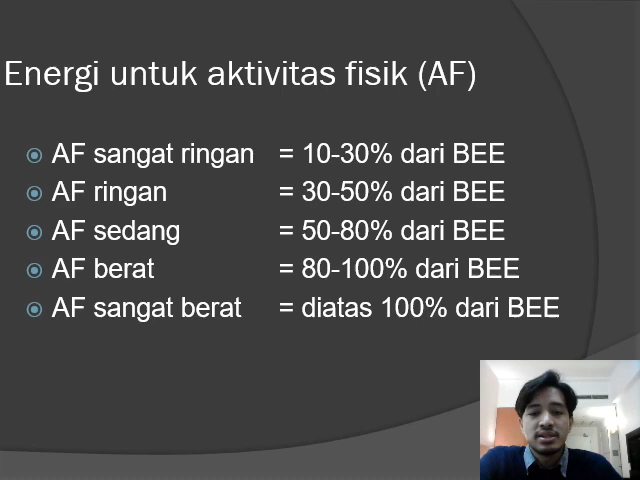 Energi untuk aktivitas fisik (AF)
AF sangat ringan = 10-30% dari BEE
AF ringan = 30-50% dari BEE
AF sedang = 50-80% dari BEE
AF berat = 80-100% dari BEE
AF sangat berat = diatas 100% dari BEE